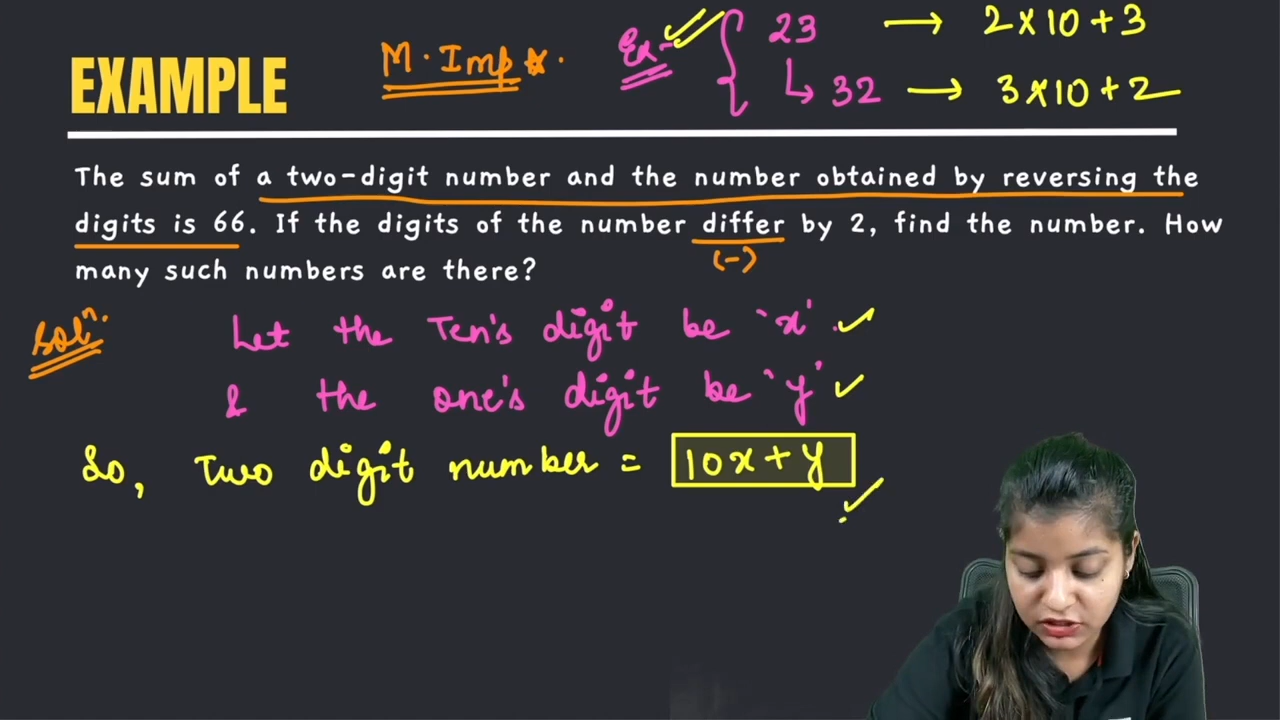 EXAMPLE
M. Imp ☆.
Ex - { 23 → 2×10+3
↳ 32 → 3×10+2
The sum of a two-digit number and the number obtained by reversing the
digits is 66. If the digits of the number differ by 2, find the number. How
(-)
many such numbers are there?
Solⁿ.
Let the Ten's digit be 'x'.
& the one's digit be 'y'
So, Two digit number = 10x+y